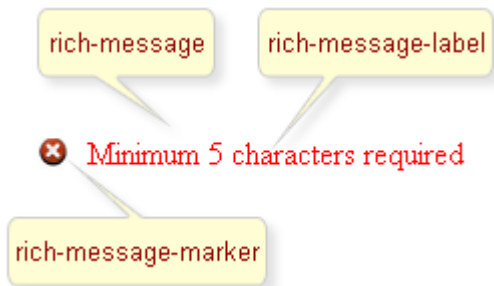 rich-message
rich-message-label
Minimum 5 characters required
rich-message-marker